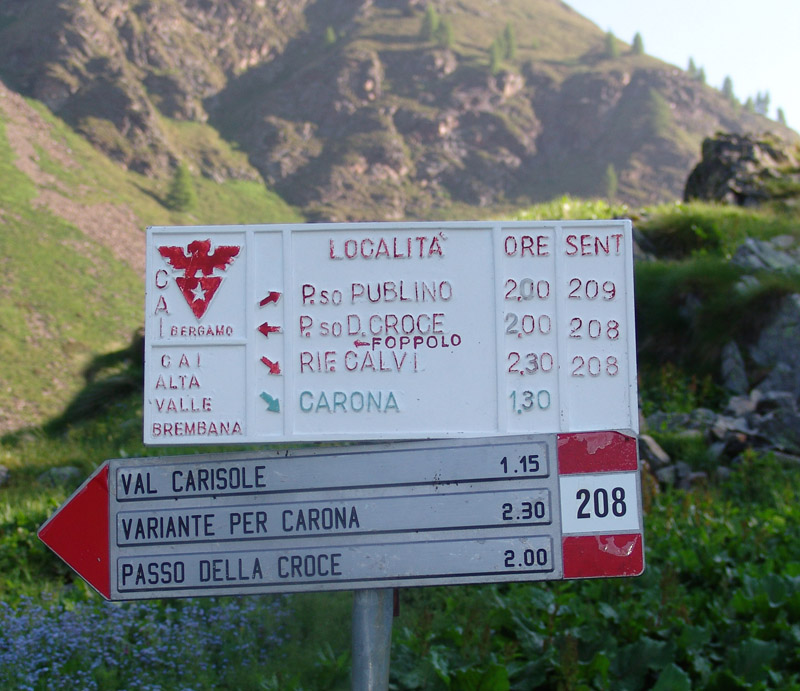 LOCALITÀ ORE SENT
CAI
BERGAMO
P.so PUBLINO 2,00 209
P.so D. CROCE 2,00 208
←FOPPOLO
RIF. CALVI 2,30 208
CARONA 1,30
CAI
ALTA
VALLE
BREMBANA
VAL CARISOLE 1.15
VARIANTE PER CARONA 2.30
PASSO DELLA CROCE 2.00
208